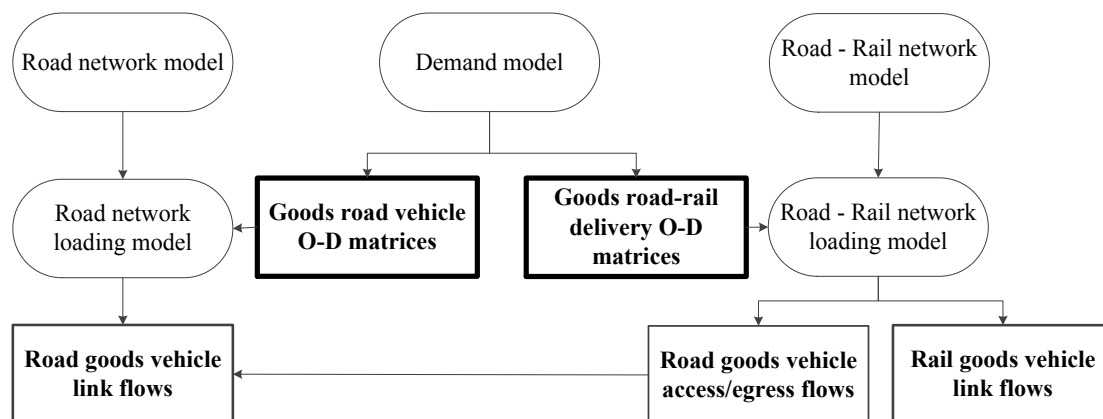 Road network model
Demand model
Road - Rail network
model
Road network
loading model
Goods road vehicle
O-D matrices
Goods road-rail
delivery O-D
matrices
Road - Rail network
loading model
Road goods vehicle
link flows
Road goods vehicle
access/egress flows
Rail goods vehicle
link flows